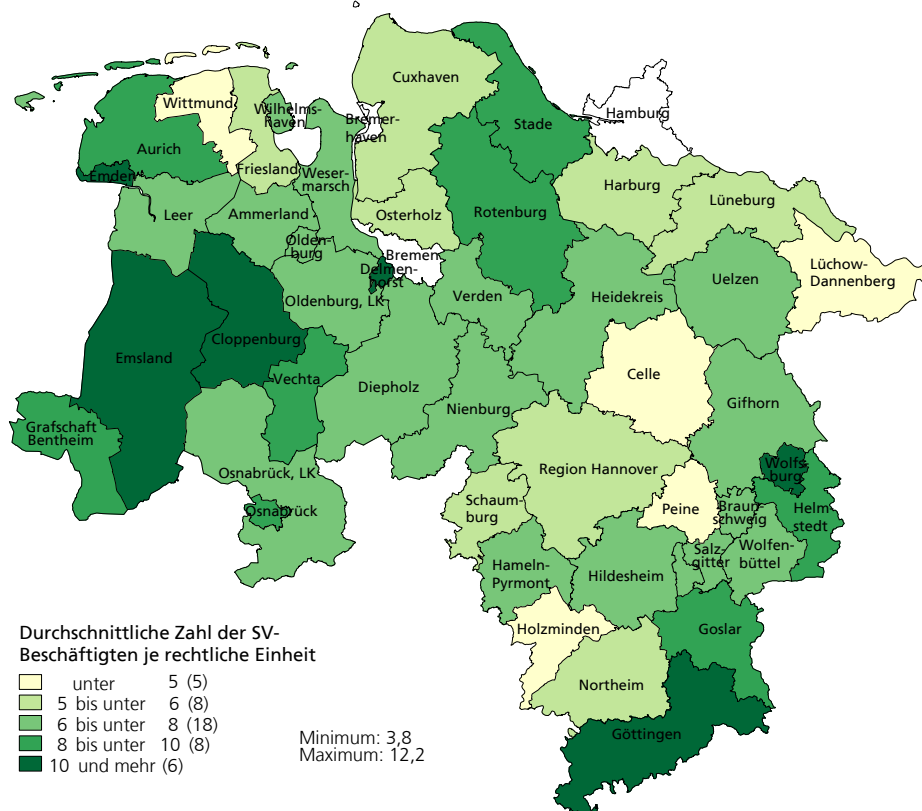 Cuxhaven
Wittmund
Wilhelms-
haven
Bremer-
haven
Hamburg
Stade
Aurich
Friesland
Weser-
marsch
Emden
Harburg
Lüneburg
Leer
Ammerland
Osterholz
Rotenburg
Olden-
burg
Bremen
Delmen-
horst
Lüchow-
Dannenberg
Uelzen
Oldenburg, LK
Verden
Heidekreis
Cloppenburg
Emsland
Vechta
Diepholz
Celle
Nienburg
Gifhorn
Grafschaft
Bentheim
Osnabrück, LK
Region Hannover
Wolfs-
burg
Schaum-
burg
Peine
Braun-
schweig
Helm-
stedt
Osnabrück
Salz-
gitter
Wolfen-
büttel
Hameln-
Pyrmont
Hildesheim
Holzminden
Goslar
Northeim
Göttingen
Durchschnittliche Zahl der SV-
Beschäftigten je rechtliche Einheit
unter 5 (5)
5 bis unter 6 (8)
6 bis unter 8 (18)
8 bis unter 10 (8)
10 und mehr (6)
Minimum: 3,8
Maximum: 12,2